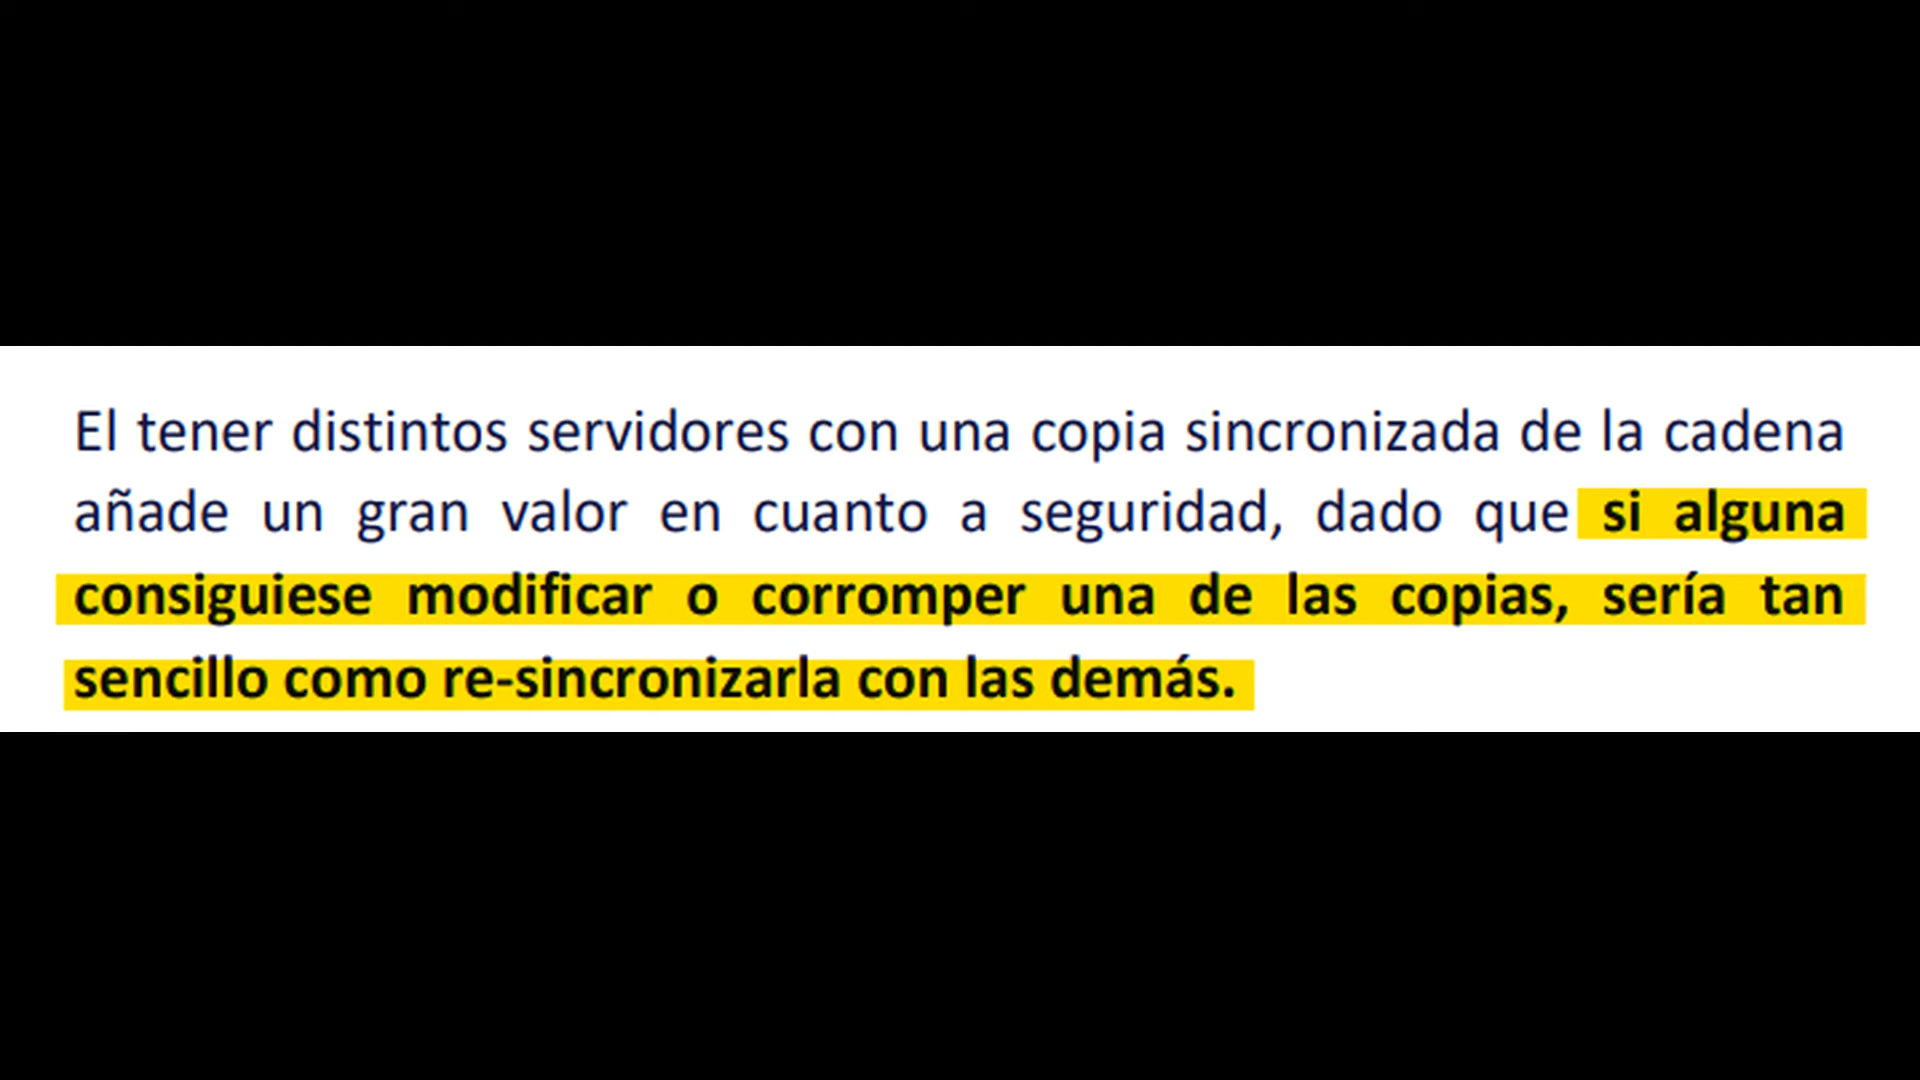 El tener distintos servidores con una copia sincronizada de la cadena
añade un gran valor en cuanto a seguridad, dado que si alguna
consiguiese modificar o corromper una de las copias, sería tan
sencillo como re-sincronizarla con las demás.